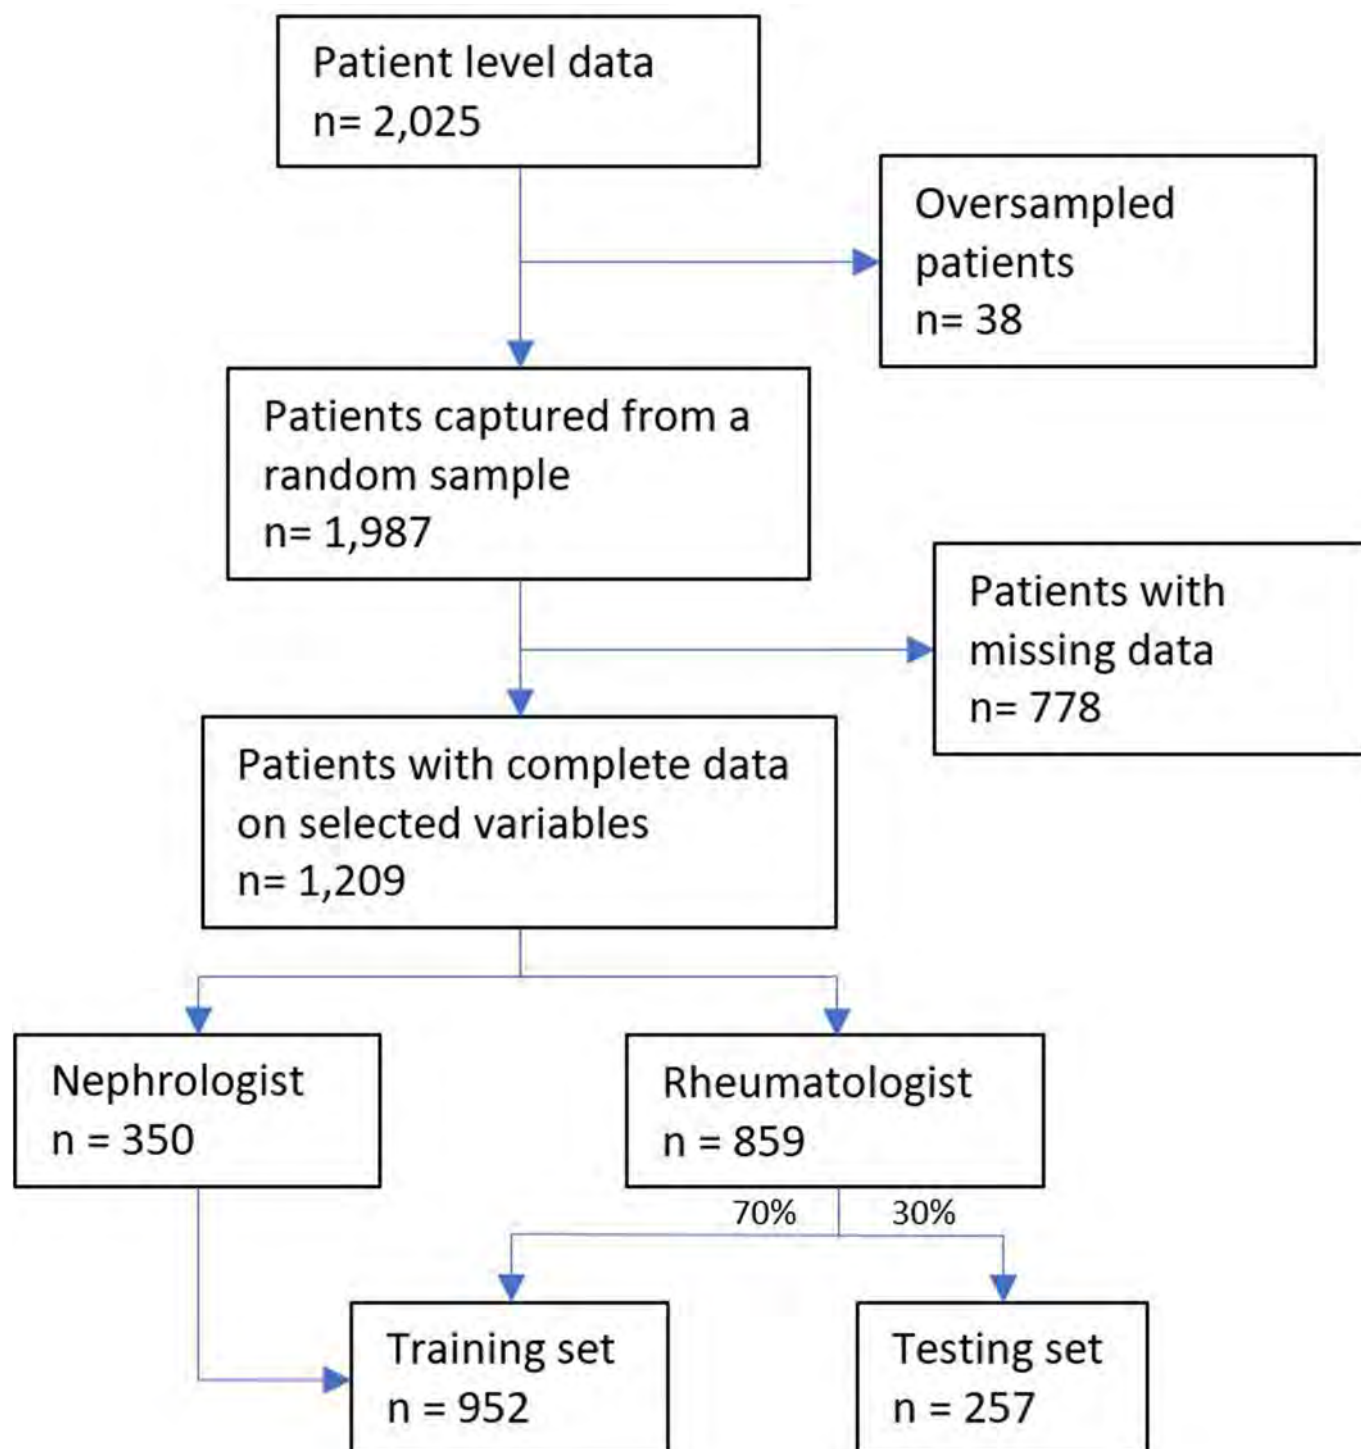 Patient level data
n= 2,025
Oversampled
patients
n= 38
Patients captured from a
random sample
n= 1,987
Patients with
missing data
n= 778
Patients with complete data
on selected variables
n= 1,209
Nephrologist
n = 350
Rheumatologist
n = 859
70%
30%
Training set
n = 952
Testing set
n = 257